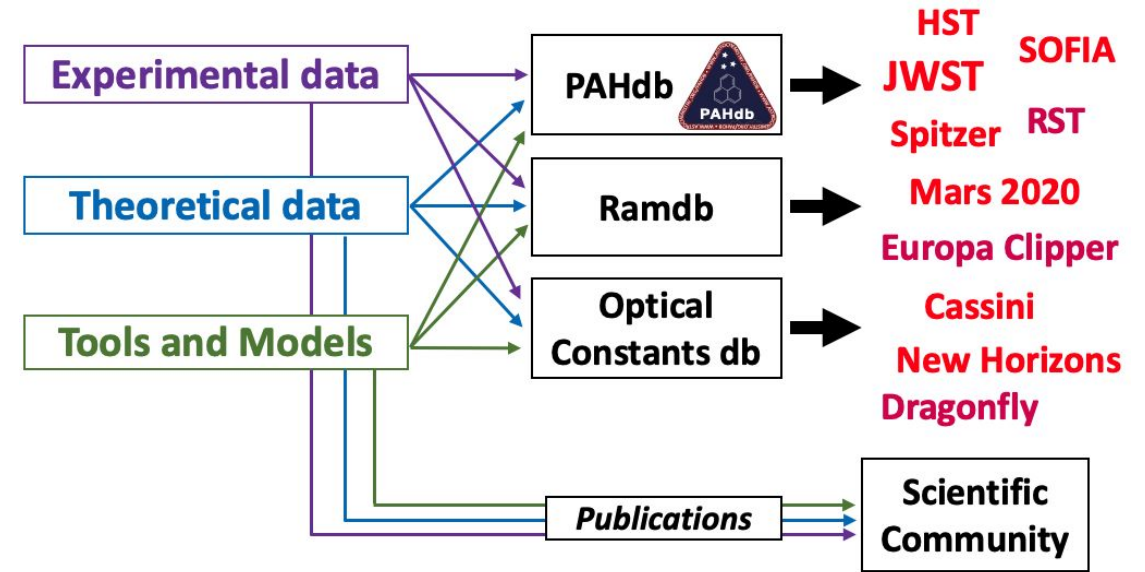 Experimental data
Theoretical data
Tools and Models
PAHdb
PAHdb
Ramdb
Optical
Constants db
HST
SOFIA
JWST
Spitzer
RST
Mars 2020
Europa Clipper
Cassini
New Horizons
Dragonfly
Publications
Scientific
Community